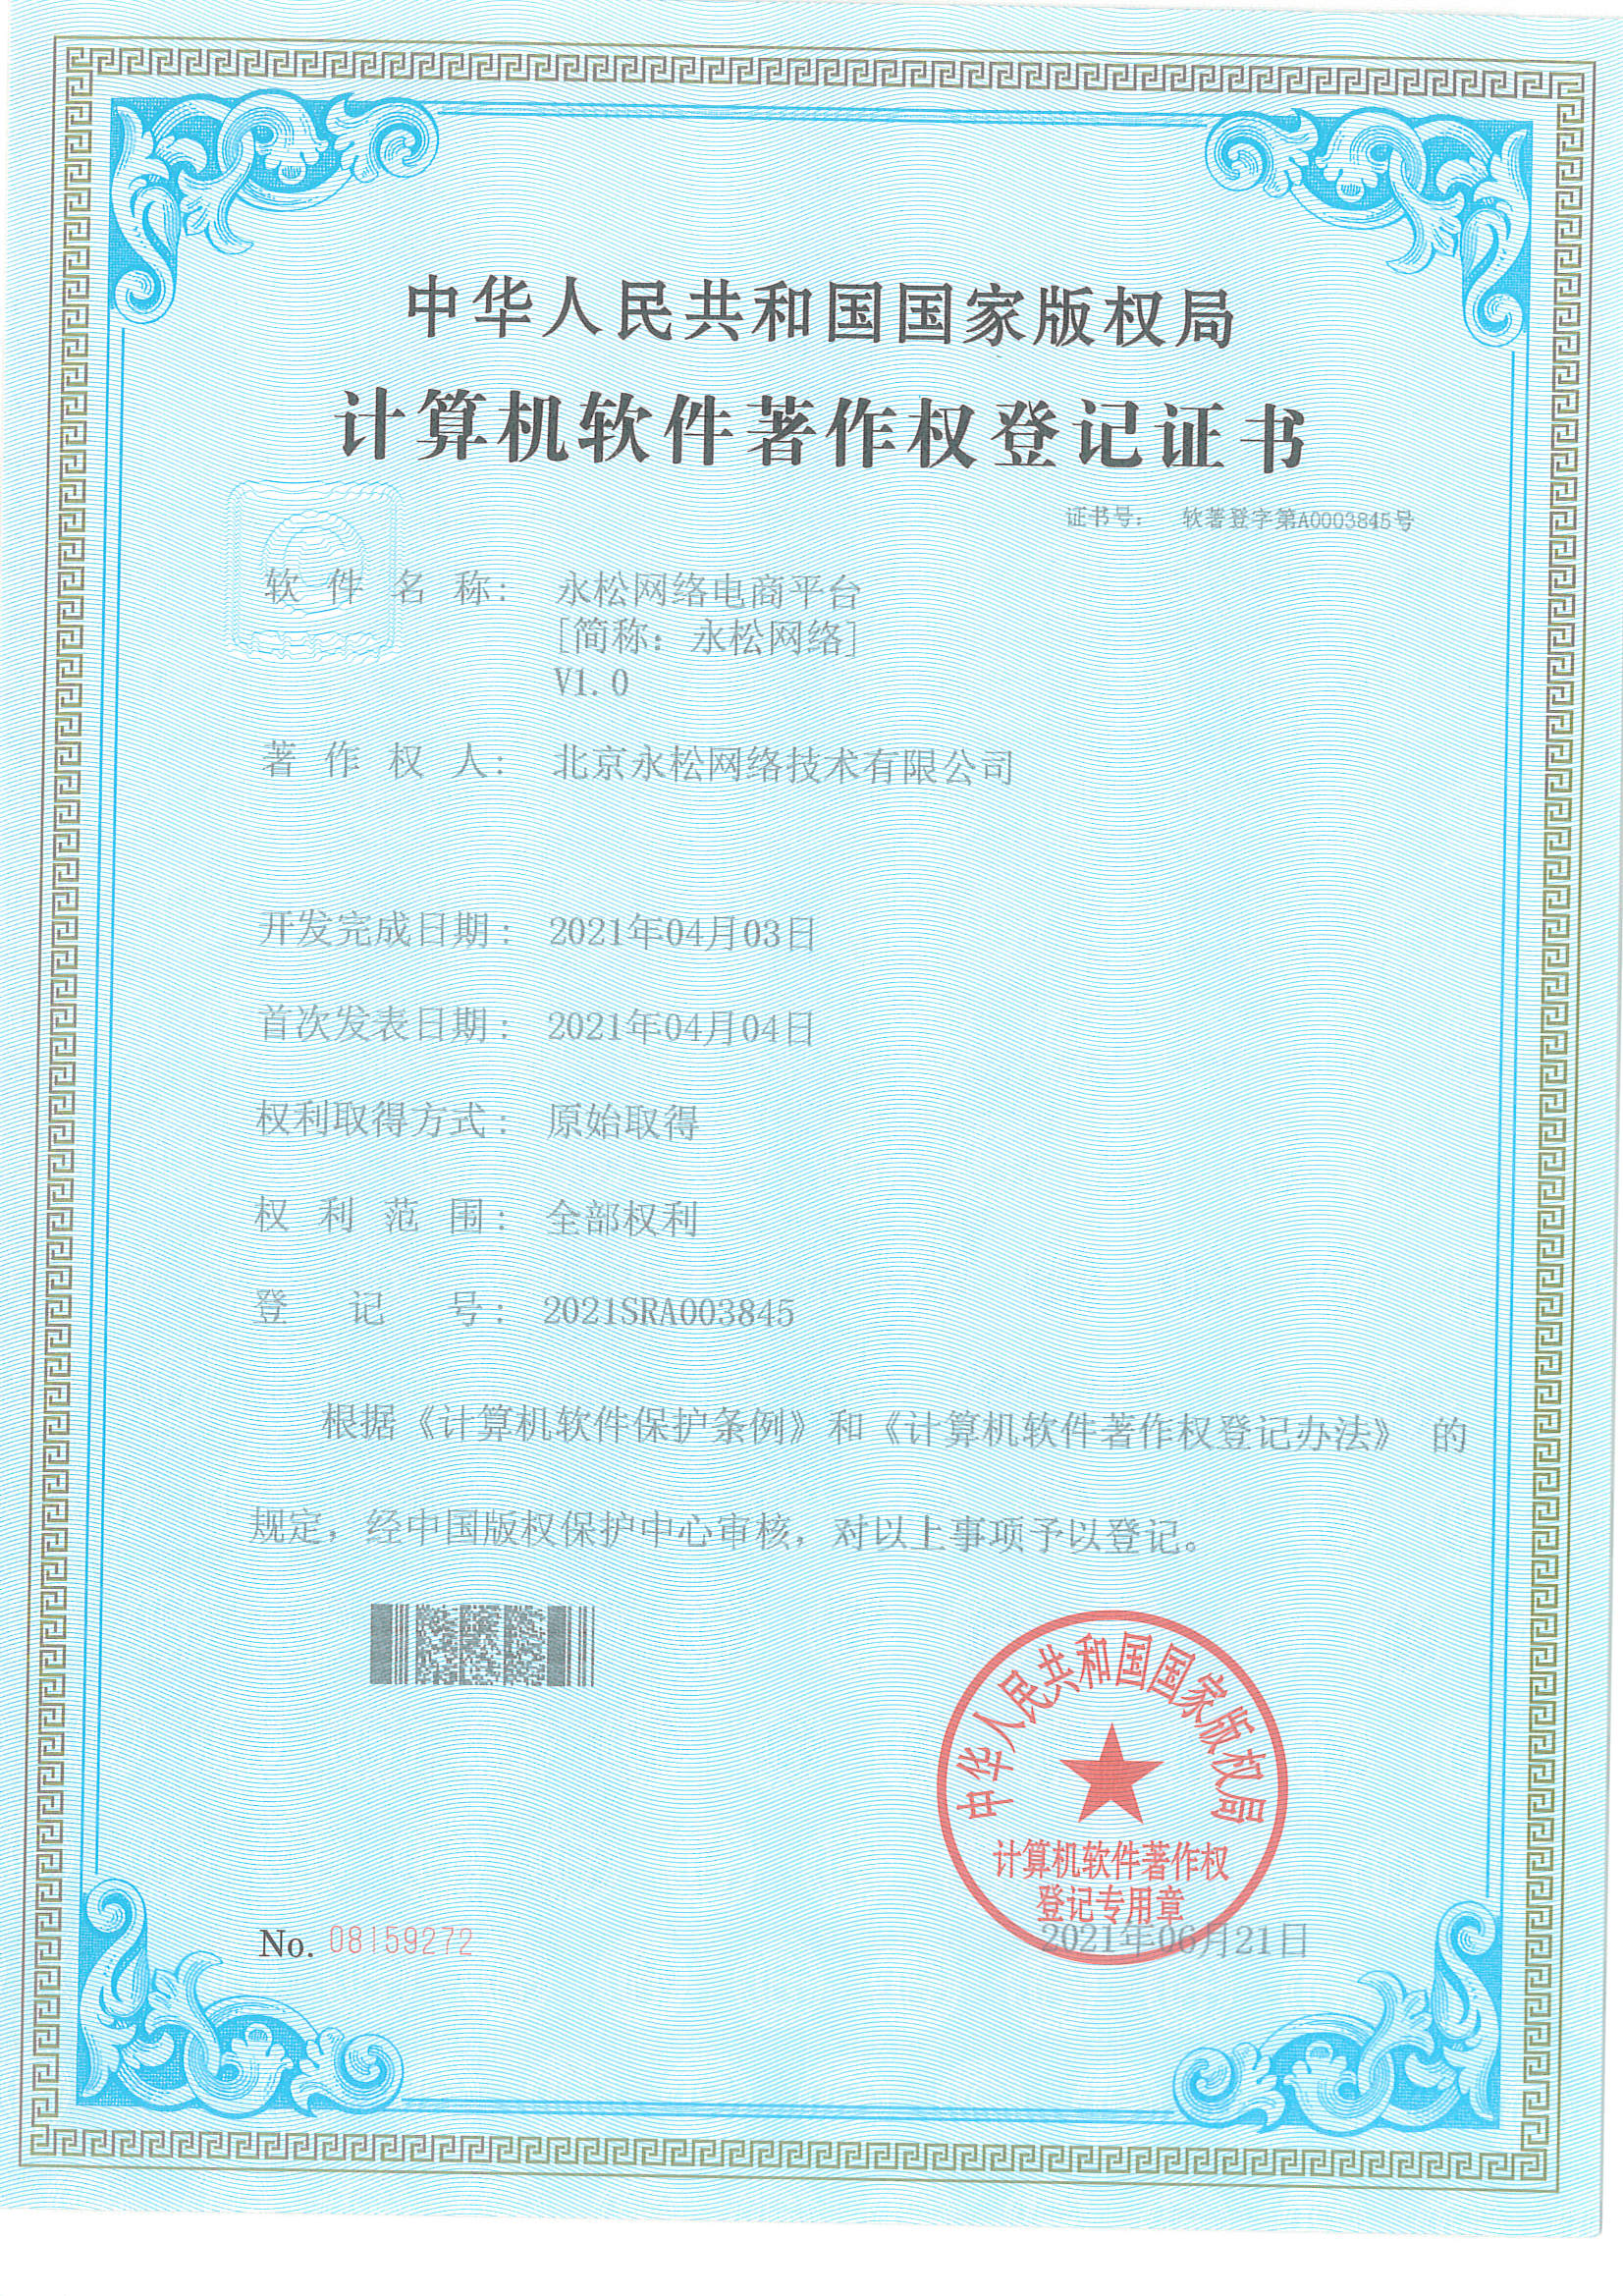 中华人民共和国国家版权局
计算机软件著作权登记证书
证书号： 软著登字第A0003845号
软件名称： 永松网络电商平台
[简称：永松网络]
V1.0
著作权人： 北京永松网络技术有限公司
开发完成日期： 2021年04月03日
首次发表日期： 2021年04月04日
权利取得方式： 原始取得
权利范围： 全部权利
登记号： 2021SRA003845
根据《计算机软件保护条例》和《计算机软件著作权登记办法》的
规定，经中国版权保护中心审核，对以上事项予以登记。
中华人民共和国国家版权局
计算机软件著作权
登记专用章
No. 08159272
2021年06月21日